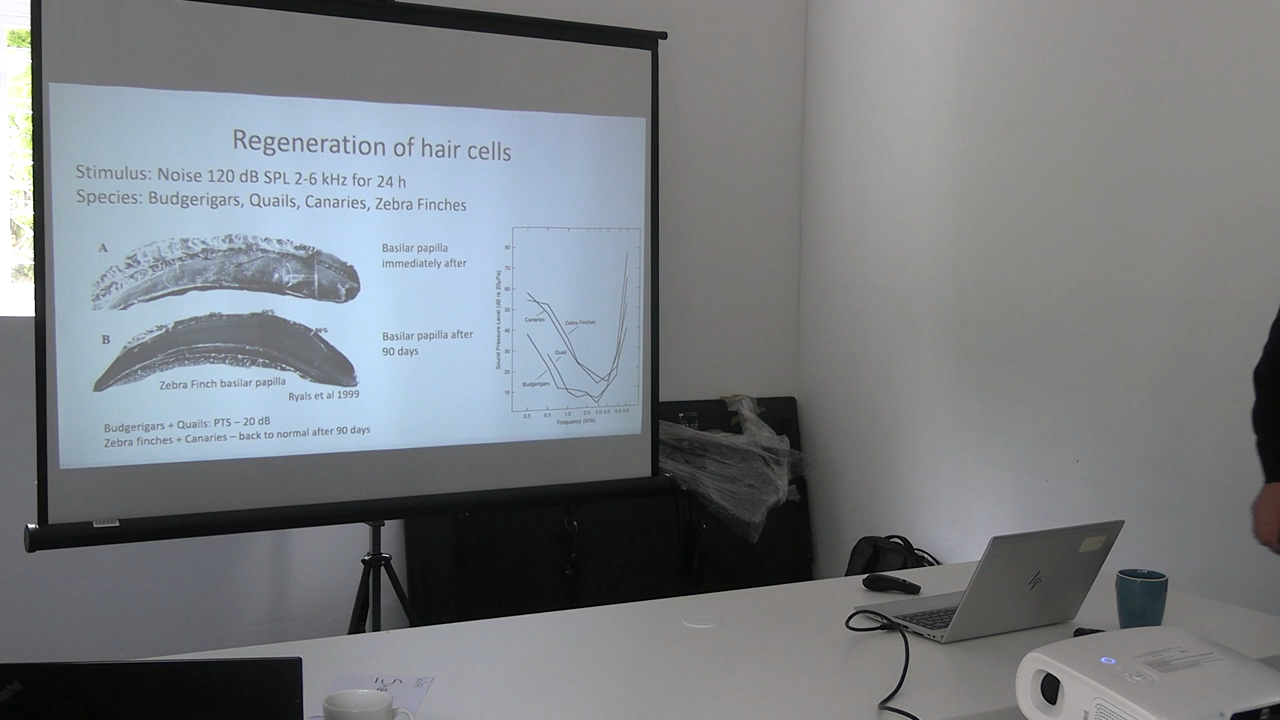 Regeneration of hair cells
Stimulus: Noise 120 dB SPL 2-6 kHz for 24 h
Species: Budgerigars, Quails, Canaries, Zebra Finches
A
Basilar papilla
immediately after
B
Basilar papilla after
90 days
Zebra Finch basilar papilla
Ryals et al 1999
Budgerigars + Quails: PTS – 20 dB
Zebra finches + Canaries – back to normal after 90 days
Sound Pressure Level (dB re 20µPa)
Canaries
Zebra Finches
Quail
Budgerigars
Frequency (kHz)
hp